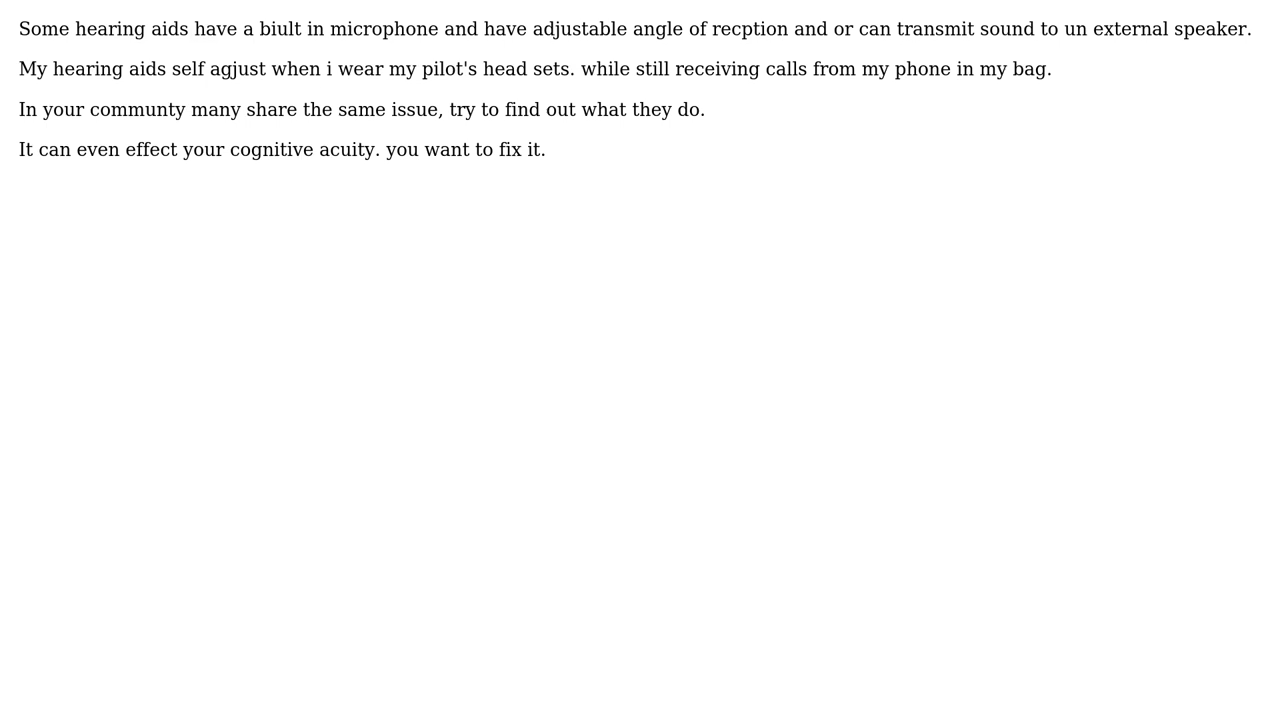 Some hearing aids have a biult in microphone and have adjustable angle of recption and or can transmit sound to un external speaker.
My hearing aids self agjust when i wear my pilot's head sets. while still receiving calls from my phone in my bag.
In your communty many share the same issue, try to find out what they do.
It can even effect your cognitive acuity. you want to fix it.